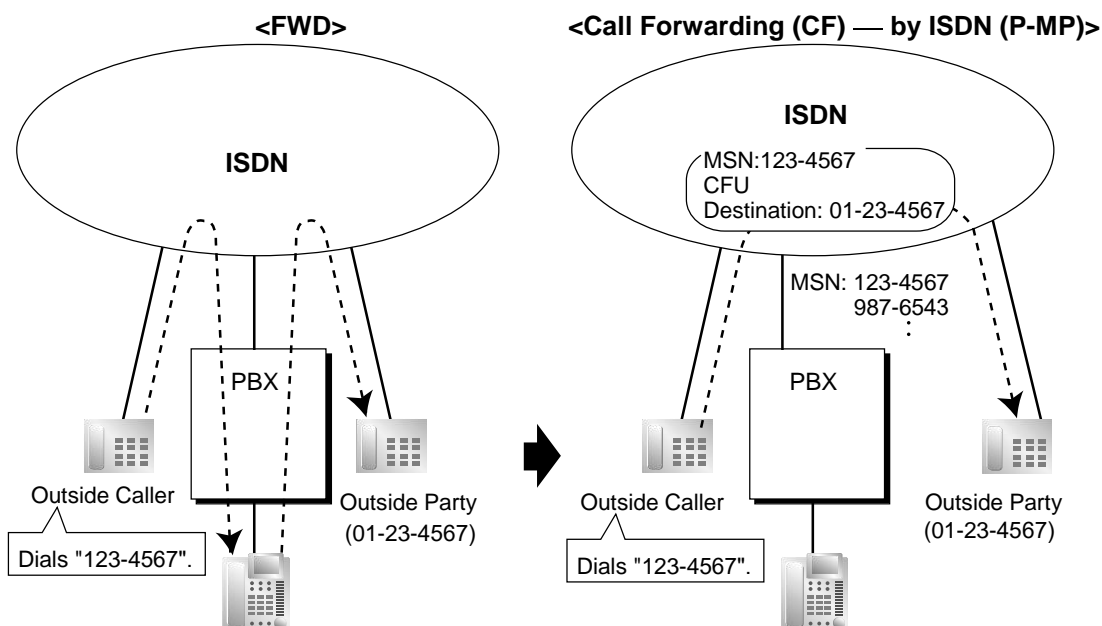 <FWD>
ISDN
PBX
Outside Caller
Dials "123-4567".
Outside Party
(01-23-4567)
<Call Forwarding (CF) — by ISDN (P-MP)>
ISDN
MSN:123-4567
CFU
Destination: 01-23-4567
MSN: 123-4567
987-6543
PBX
Outside Caller
Dials "123-4567".
Outside Party
(01-23-4567)